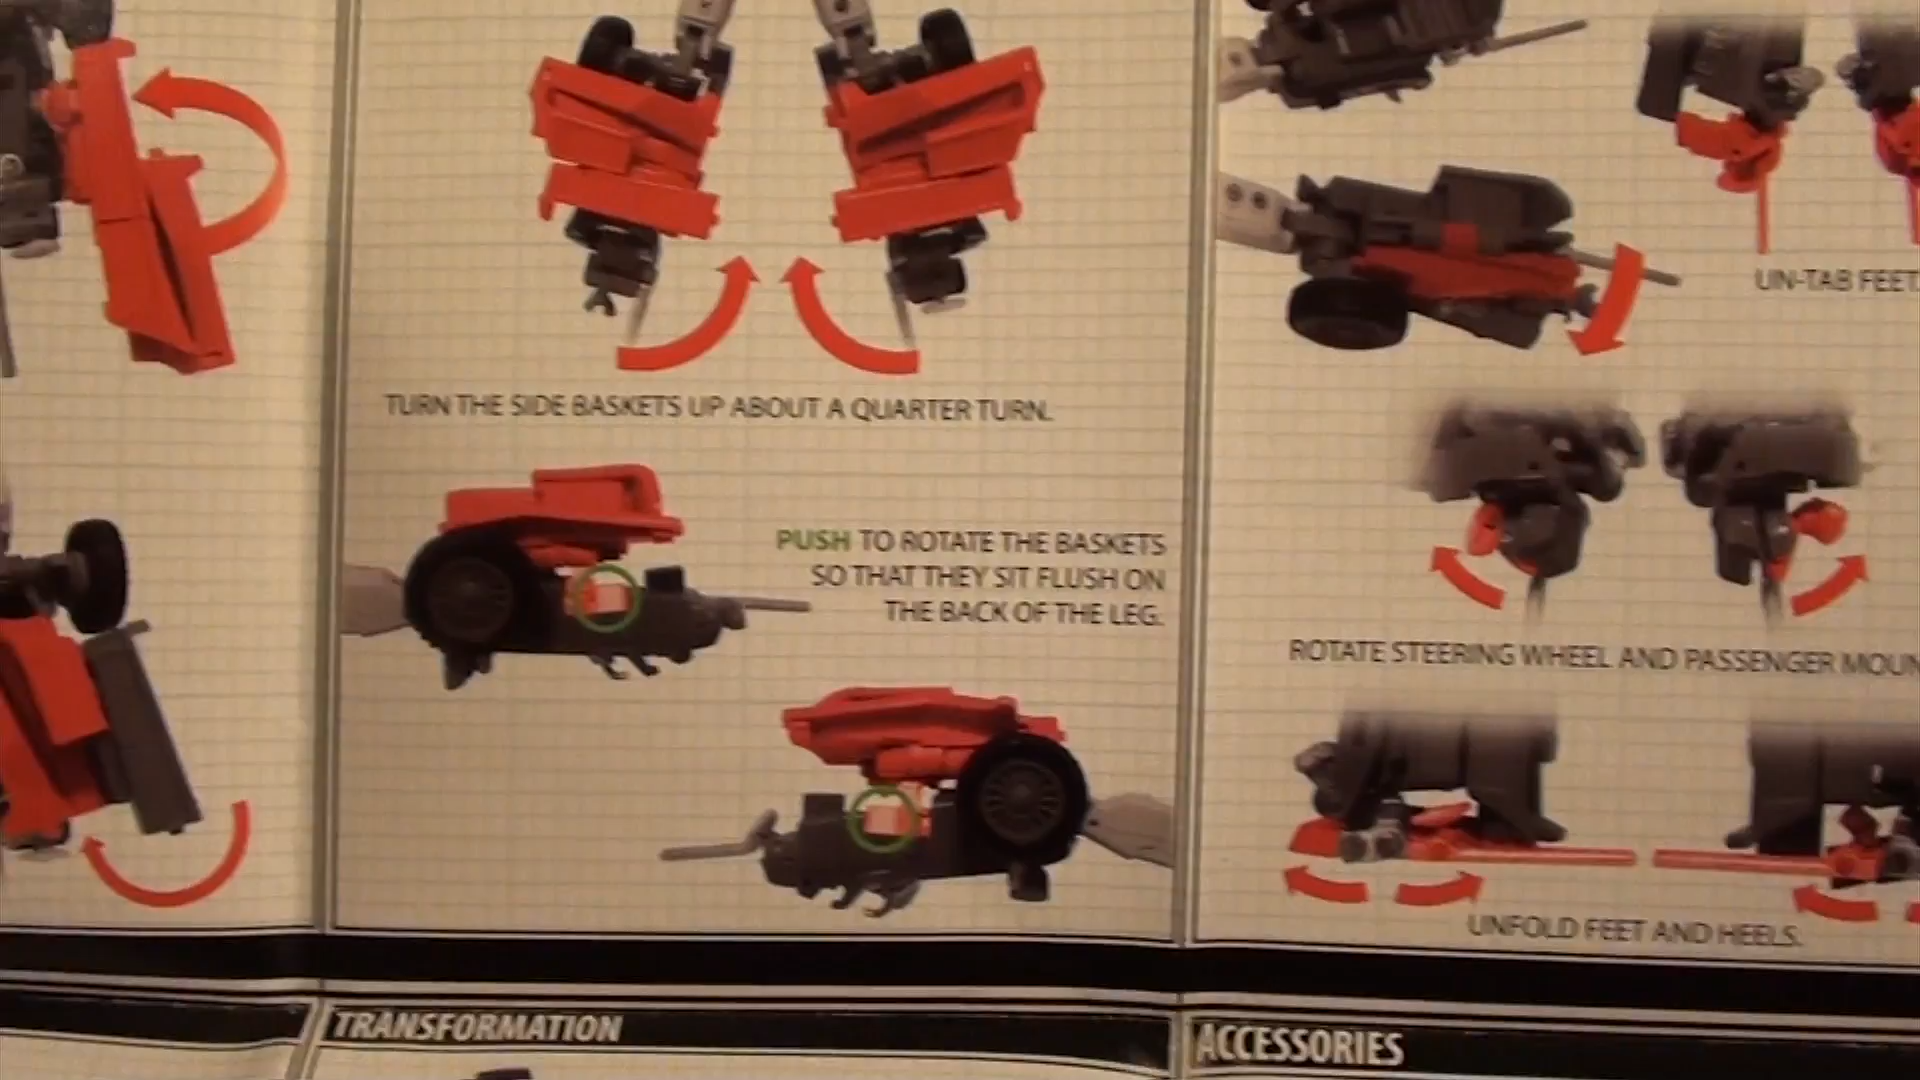 TURN THE SIDE BASKETS UP ABOUT A QUARTER TURN.
PUSH TO ROTATE THE BASKETS
SO THAT THEY SIT FLUSH ON
THE BACK OF THE LEG.
UN-TAB FEET.
ROTATE STEERING WHEEL AND PASSENGER MOUN
UNFOLD FEET AND HEELS.
TRANSFORMATION
ACCESSORIES